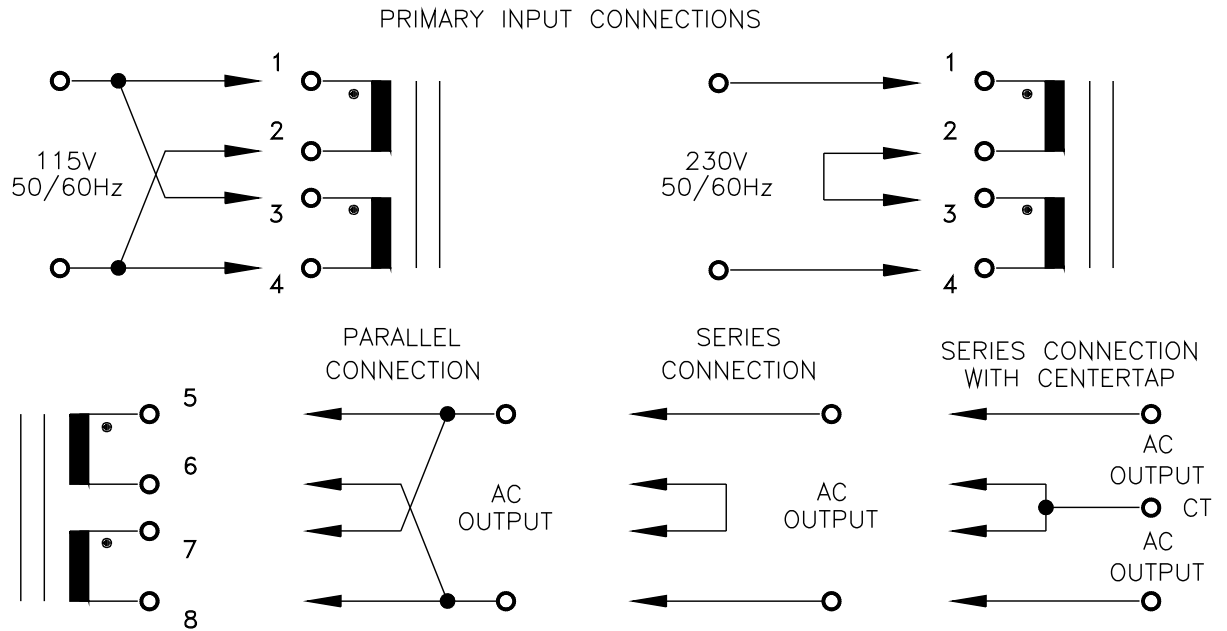 PRIMARY INPUT CONNECTIONS
1
2
115V
50/60Hz
3
4
1
2
230V
50/60Hz
3
4
5
6
7
8
PARALLEL
CONNECTION
AC
OUTPUT
SERIES
CONNECTION
AC
OUTPUT
SERIES CONNECTION
WITH CENTERTAP
AC
OUTPUT
CT
AC
OUTPUT